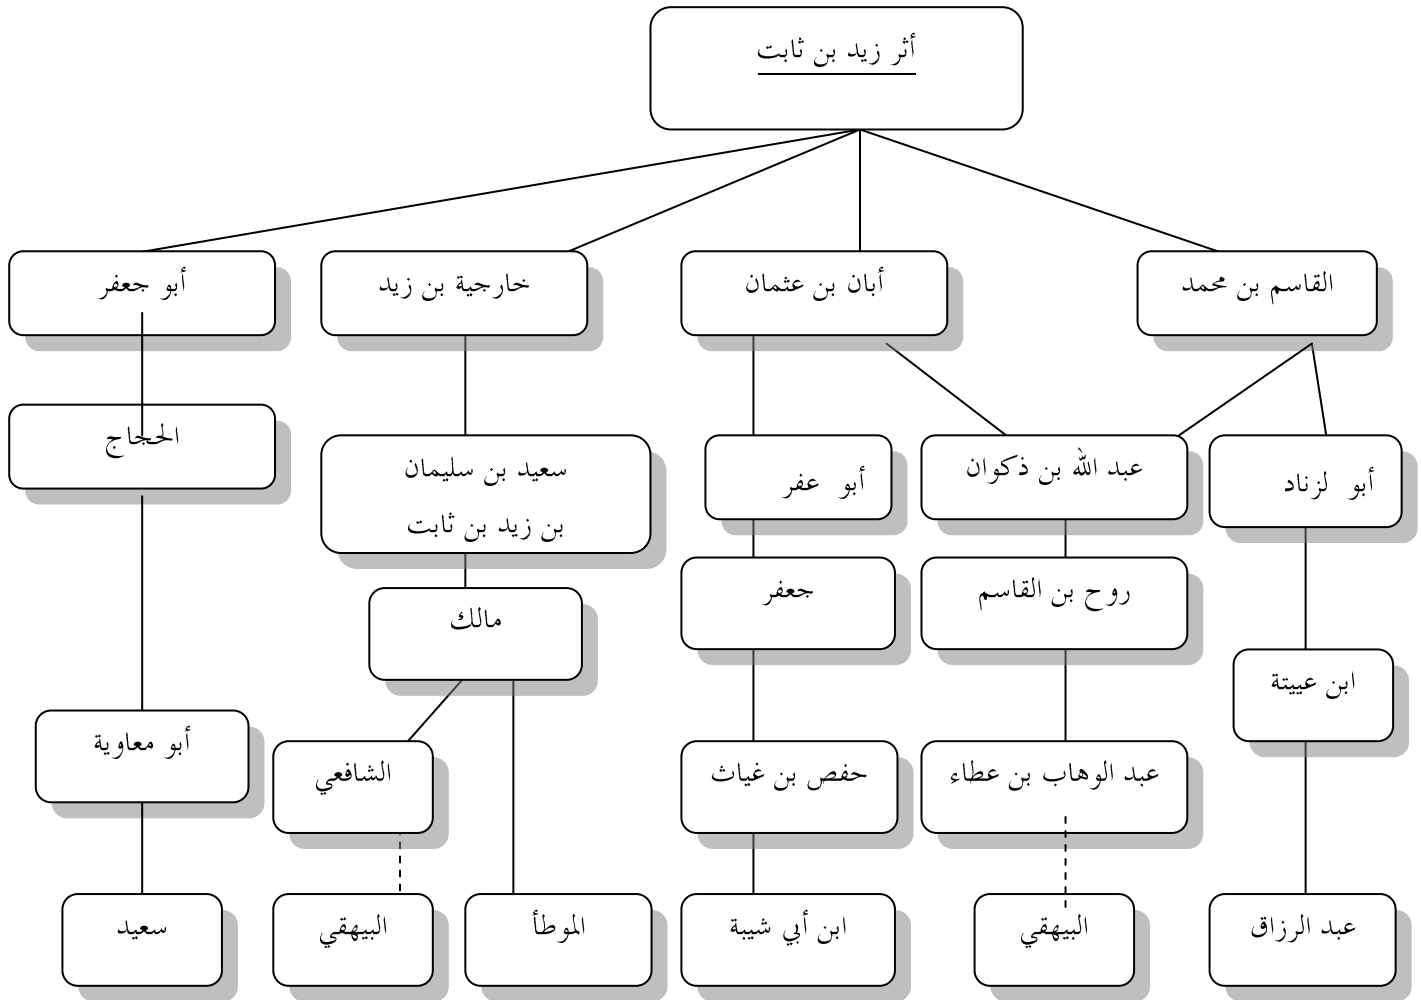 أثر زيد بن ثابت
القاسم بن محمد
أبان بن عثمان
خارجية بن زيد
أبو جعفر
أبو لزناد
عبد الله بن ذكوان
أبو عفر
سعيد بن سليمان
بن زيد بن ثابت
الحجاج
روح بن القاسم
جعفر
مالك
ابن عييتة
عبد الوهاب بن عطاء
حفص بن غياث
الشافعي
أبو معاوية
عبد الرزاق
البيهقي
ابن أبي شيبة
الموطأ
البيهقي
سعيد